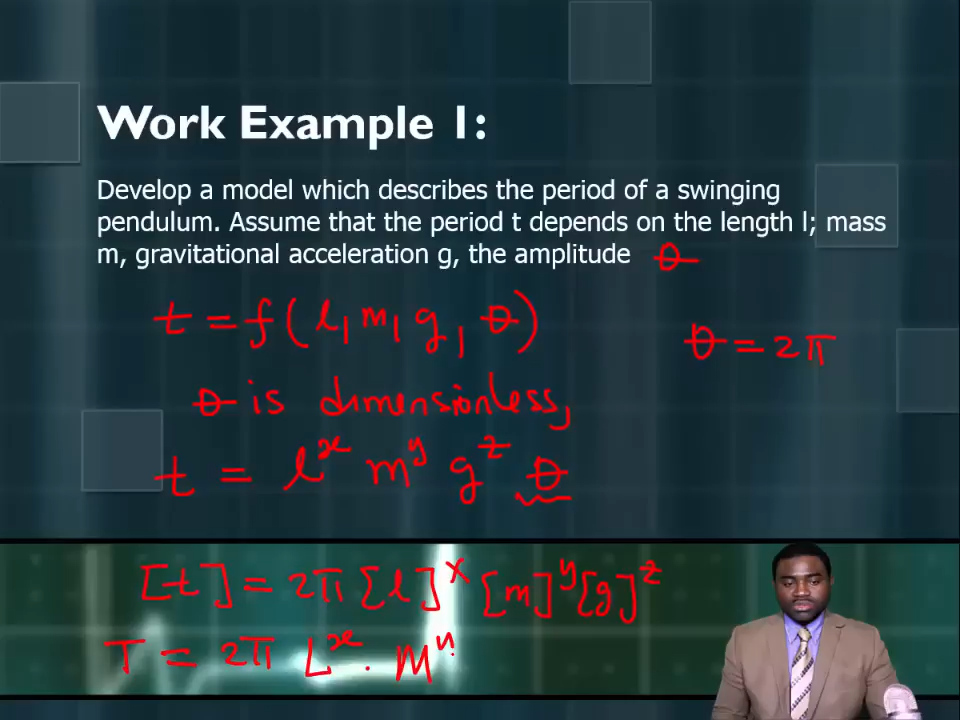 Work Example 1:
Develop a model which describes the period of a swinging
pendulum. Assume that the period t depends on the length l; mass
m, gravitational acceleration g, the amplitude θ
t = f(l, m, g, θ)
θ = 2π
θ is dimensionless,
t = l^x m^y g^z θ
[t] = 2π [l]^x [m]^y [g]^z
T = 2π L^x . M^y